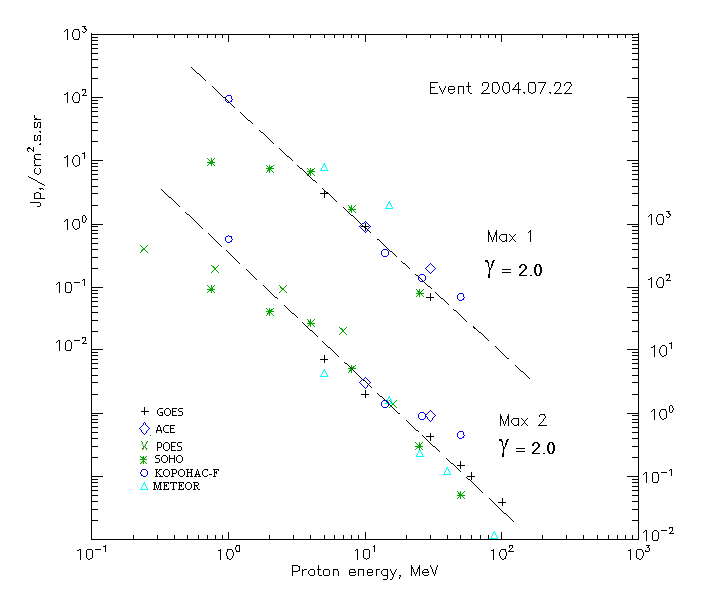 Event 2004.07.22
Jp,/cm².s.sr
10³
10²
10¹
10⁰
10⁻¹
10⁻²
Max 1
γ = 2.0
Max 2
γ = 2.0
10³
10²
10¹
10⁰
10⁻¹
10⁻²
GOES
ACE
POES
SOHO
KOPOHAC-F
METEOR
10⁻¹ 10⁰ 10¹ 10² 10³
Proton energy, MeV